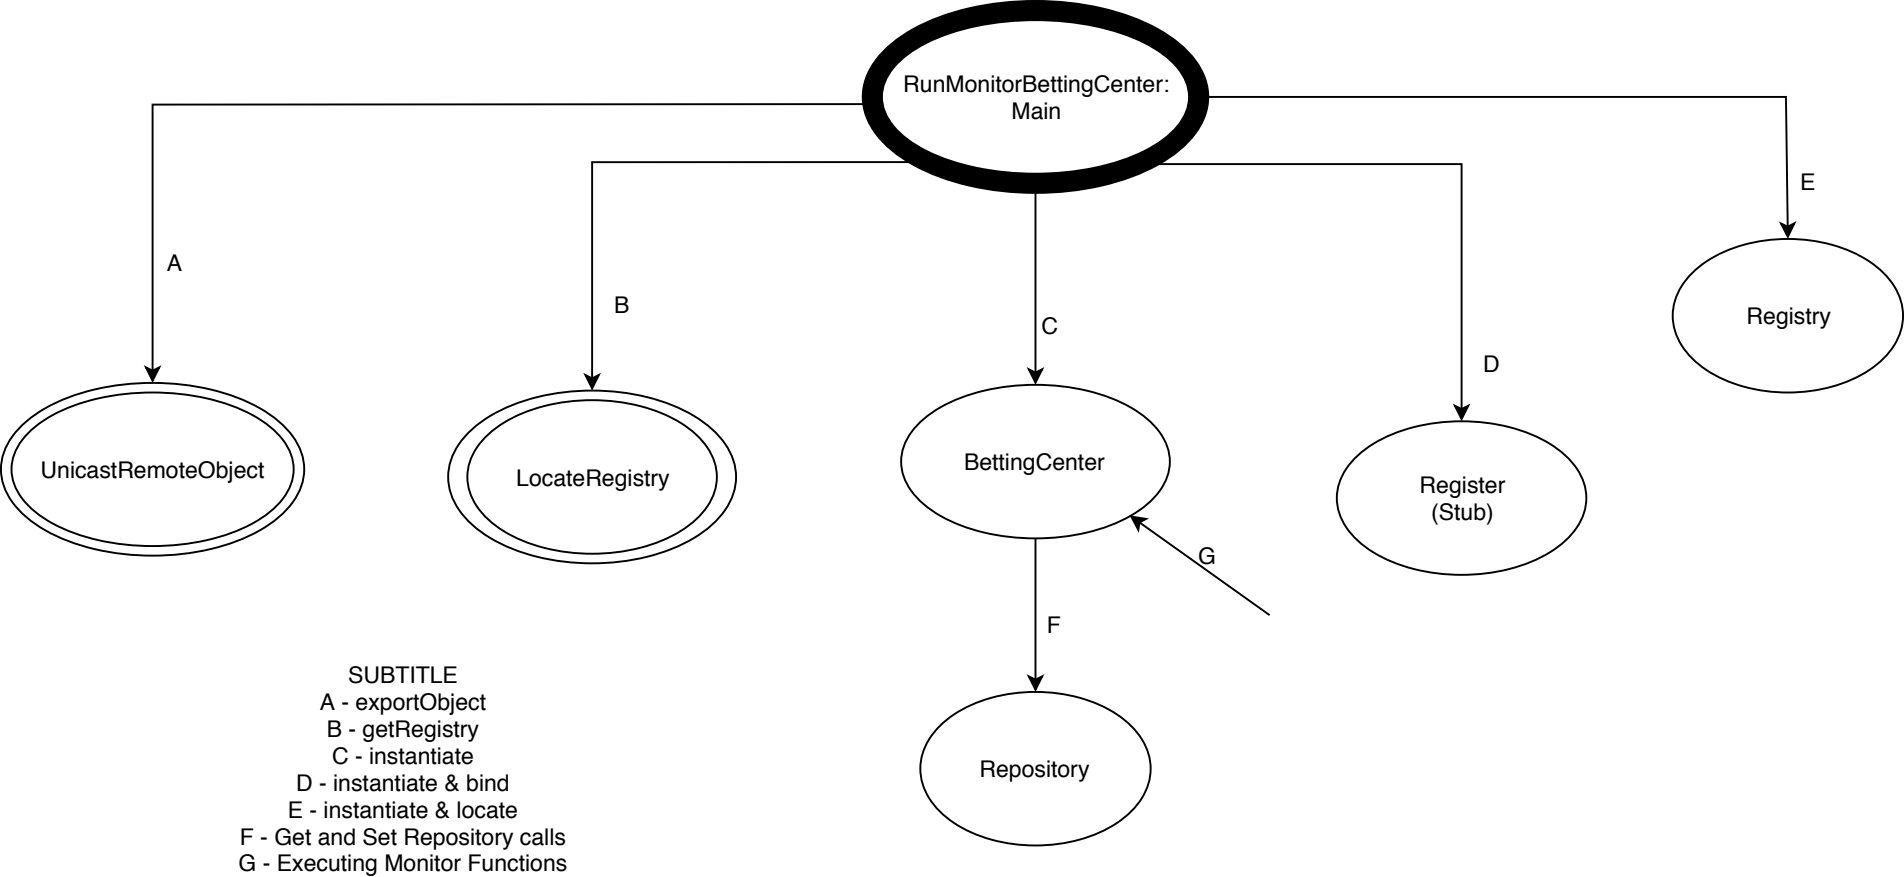 RunMonitorBettingCenter:
Main
A
B
C
D
E
UnicastRemoteObject
LocateRegistry
BettingCenter
Register
(Stub)
Registry
G
F
Repository
SUBTITLE
A - exportObject
B - getRegistry
C - instantiate
D - instantiate & bind
E - instantiate & locate
F - Get and Set Repository calls
G - Executing Monitor Functions